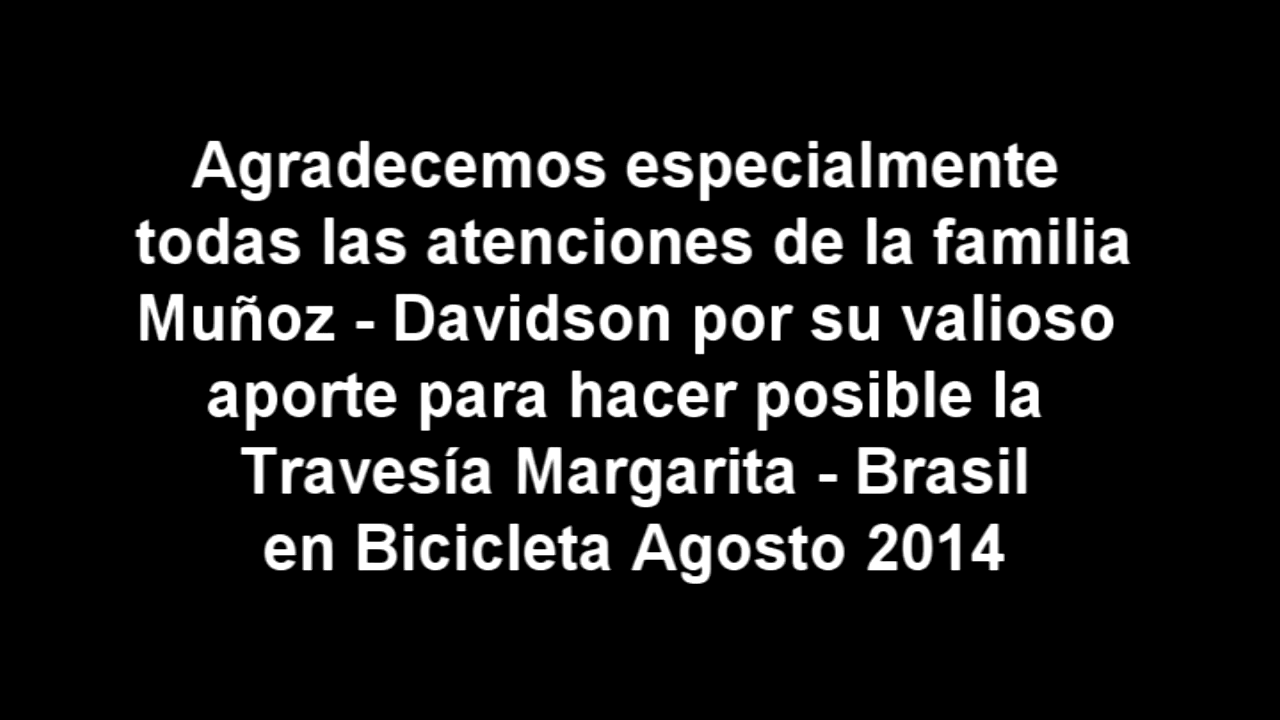 Agradecemos especialmente
todas las atenciones de la familia
Muñoz - Davidson por su valioso
aporte para hacer posible la
Travesía Margarita - Brasil
en Bicicleta Agosto 2014